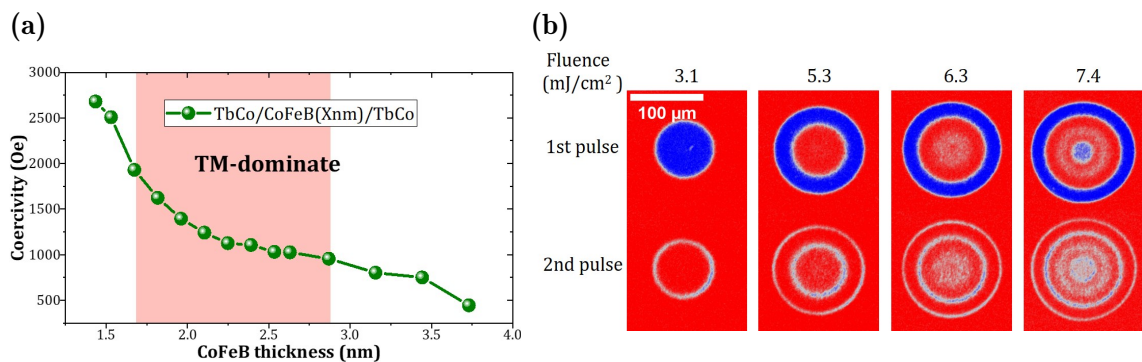 (a)
3000
2500
2000
1500
1000
500
Coercivity (Oe)
TbCo/CoFeB(Xnm)/TbCo
TM-dominate
1.5 2.0 2.5 3.0 3.5 4.0
CoFeB thickness (nm)
(b)
Fluence
(mJ/cm²) 3.1 5.3 6.3 7.4
100 µm
1st pulse
2nd pulse